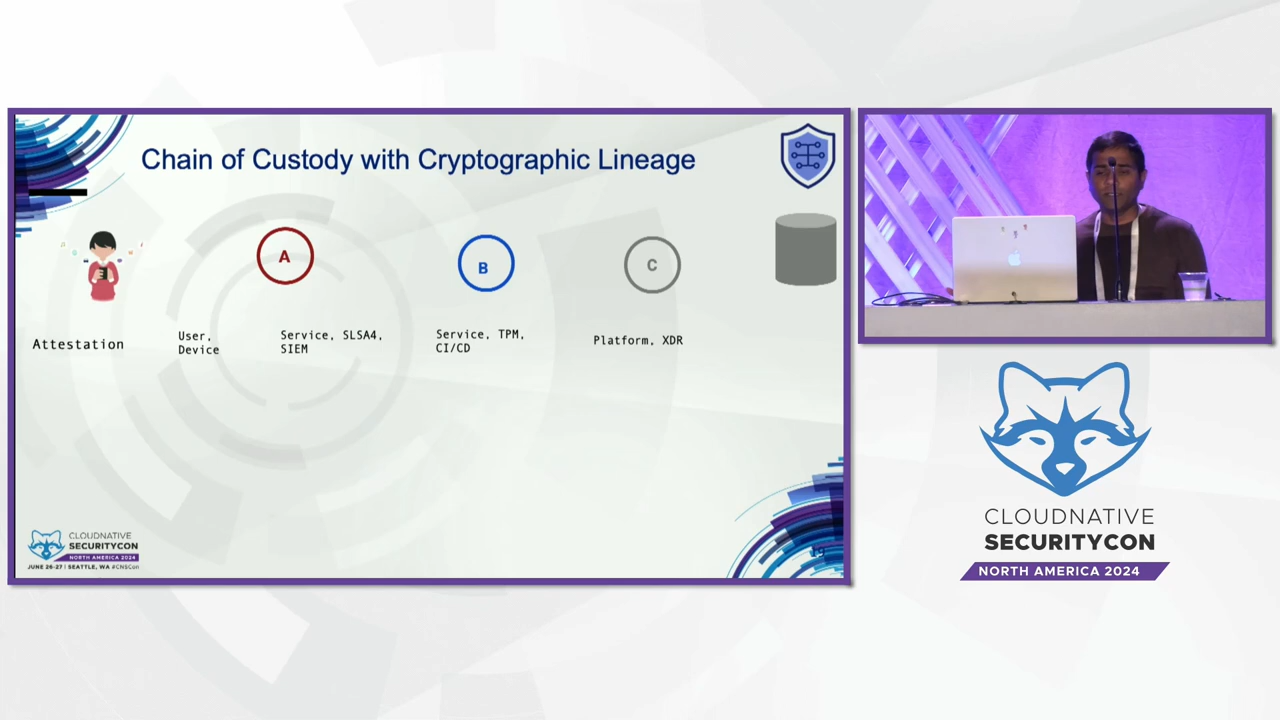 Chain of Custody with Cryptographic Lineage
A
B
C
Attestation
User,
Device
Service, SLSA4,
SIEM
Service, TPM,
CI/CD
Platform, XDR
19
CLOUDNATIVE
SECURITYCON
NORTH AMERICA 2024
JUNE 26-27 | SEATTLE, WA #CNSCon
CLOUDNATIVE
SECURITYCON
NORTH AMERICA 2024